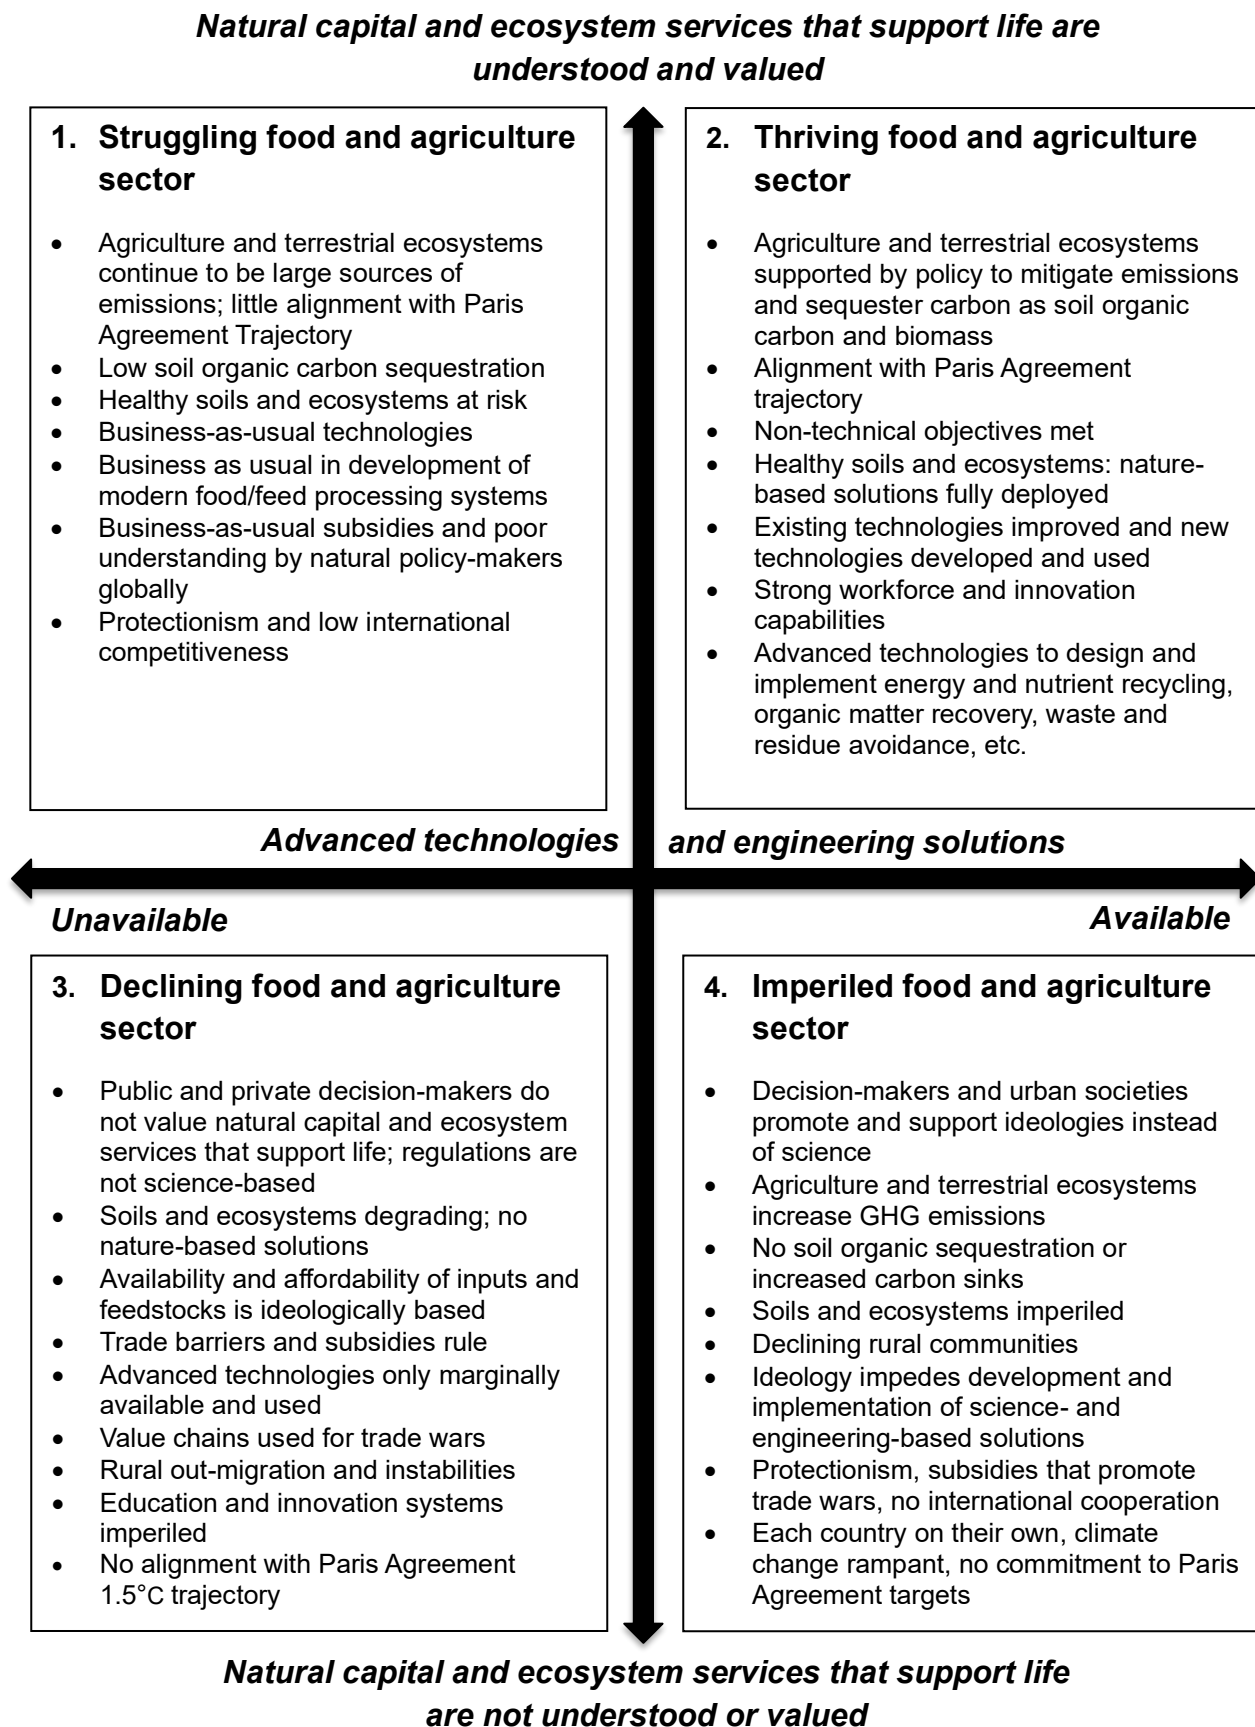 Natural capital and ecosystem services that support life are
understood and valued
1. Struggling food and agriculture
sector
• Agriculture and terrestrial ecosystems
continue to be large sources of
emissions; little alignment with Paris
Agreement Trajectory
• Low soil organic carbon sequestration
• Healthy soils and ecosystems at risk
• Business-as-usual technologies
• Business as usual in development of
modern food/feed processing systems
• Business-as-usual subsidies and poor
understanding by natural policy-makers
globally
• Protectionism and low international
competitiveness
2. Thriving food and agriculture
sector
• Agriculture and terrestrial ecosystems
supported by policy to mitigate emissions
and sequester carbon as soil organic
carbon and biomass
• Alignment with Paris Agreement
trajectory
• Non-technical objectives met
• Healthy soils and ecosystems: nature-
based solutions fully deployed
• Existing technologies improved and new
technologies developed and used
• Strong workforce and innovation
capabilities
• Advanced technologies to design and
implement energy and nutrient recycling,
organic matter recovery, waste and
residue avoidance, etc.
Advanced technologies and engineering solutions
Unavailable
Available
3. Declining food and agriculture
sector
• Public and private decision-makers do
not value natural capital and ecosystem
services that support life; regulations are
not science-based
• Soils and ecosystems degrading; no
nature-based solutions
• Availability and affordability of inputs and
feedstocks is ideologically based
• Trade barriers and subsidies rule
• Advanced technologies only marginally
available and used
• Value chains used for trade wars
• Rural out-migration and instabilities
• Education and innovation systems
imperiled
• No alignment with Paris Agreement
1.5°C trajectory
4. Imperiled food and agriculture
sector
• Decision-makers and urban societies
promote and support ideologies instead
of science
• Agriculture and terrestrial ecosystems
increase GHG emissions
• No soil organic sequestration or
increased carbon sinks
• Soils and ecosystems imperiled
• Declining rural communities
• Ideology impedes development and
implementation of science- and
engineering-based solutions
• Protectionism, subsidies that promote
trade wars, no international cooperation
• Each country on their own, climate
change rampant, no commitment to Paris
Agreement targets
Natural capital and ecosystem services that support life
are not understood or valued